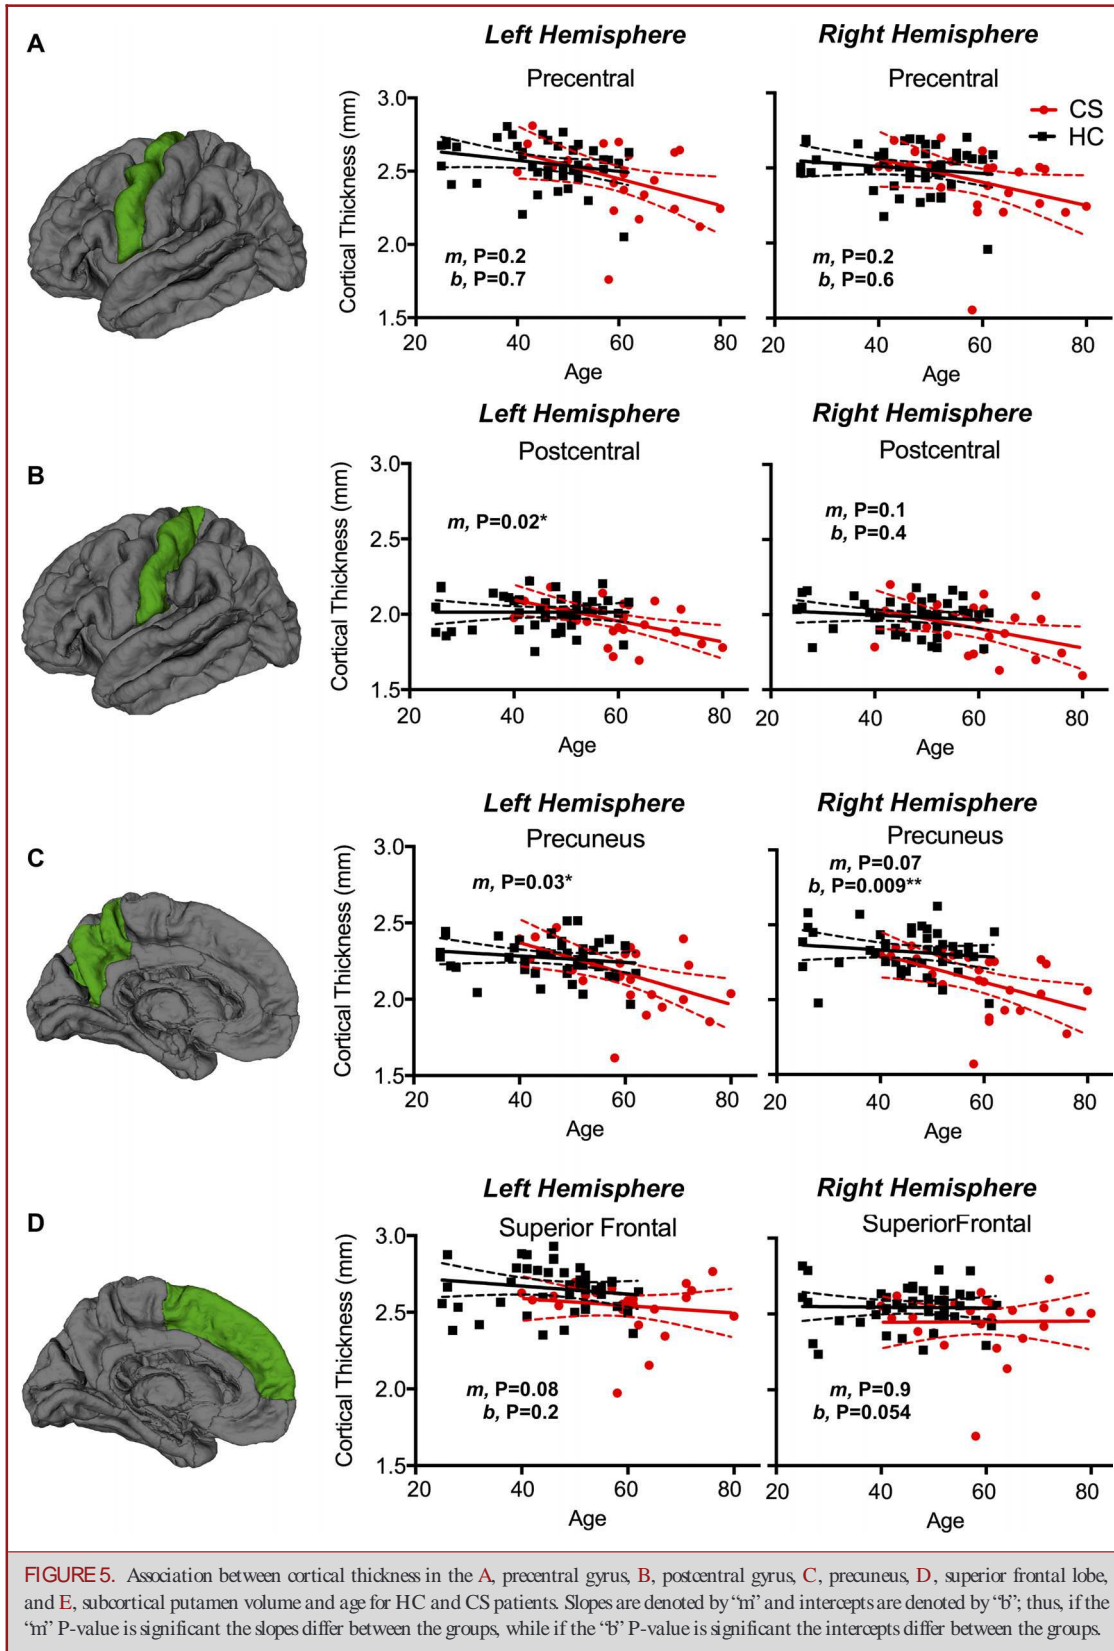 A
Left Hemisphere
Right Hemisphere
Precentral
Precentral
Cortical Thickness (mm)
3.0
2.5
2.0
1.5
CS
HC
m, P=0.2
b, P=0.7
m, P=0.2
b, P=0.6
20 40 60 80
20 40 60 80
Age
Age
B
Left Hemisphere
Right Hemisphere
Postcentral
Postcentral
Cortical Thickness (mm)
3.0
2.5
2.0
1.5
m, P=0.02*
m, P=0.1
b, P=0.4
20 40 60 80
20 40 60 80
Age
Age
C
Left Hemisphere
Right Hemisphere
Precuneus
Precuneus
Cortical Thickness (mm)
3.0
2.5
2.0
1.5
m, P=0.03*
m, P=0.07
b, P=0.009**
20 40 60 80
20 40 60 80
Age
Age
D
Left Hemisphere
Right Hemisphere
Superior Frontal
SuperiorFrontal
Cortical Thickness (mm)
3.0
2.5
2.0
1.5
m, P=0.08
b, P=0.2
m, P=0.9
b, P=0.054
20 40 60 80
20 40 60 80
Age
Age
FIGURE 5. Association between cortical thickness in the A, precentral gyrus, B, postcentral gyrus, C, precuneus, D, superior frontal lobe,
and E, subcortical putamen volume and age for HC and CS patients. Slopes are denoted by “m” and intercepts are denoted by “b”; thus, if the
“m” P-value is significant the slopes differ between the groups, while if the “b” P-value is significant the intercepts differ between the groups.